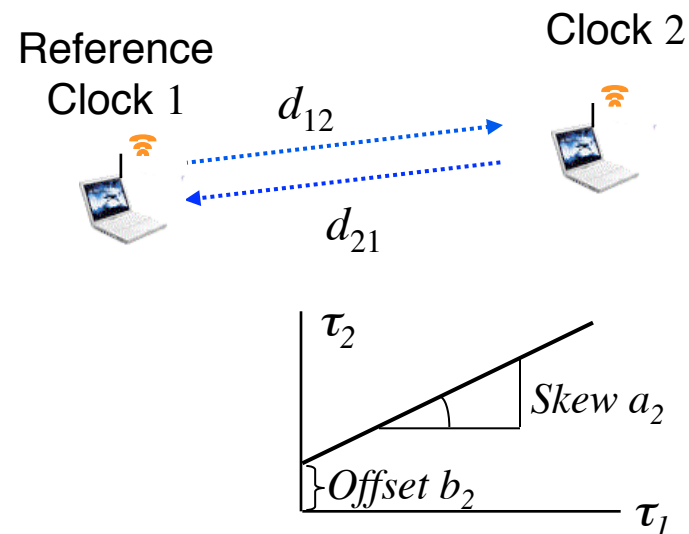 Reference
Clock 1
Clock 2
d₁₂
d₂₁
τ₂
Skew a₂
}Offset b₂
τ₁